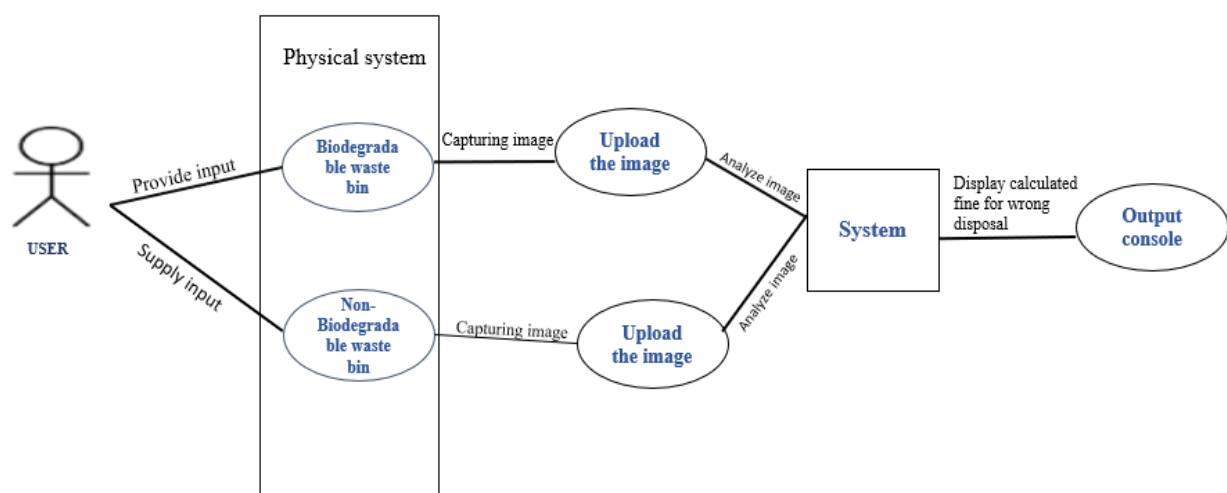 Physical system
Biodegrada
ble waste
bin
Capturing image
Upload
the image
Analyze image
Provide input
USER
Supply input
Display calculated
fine for wrong
disposal
System
Output
console
Non-
Biodegrada
ble waste
bin
Capturing image
Upload
the image
Analyze image